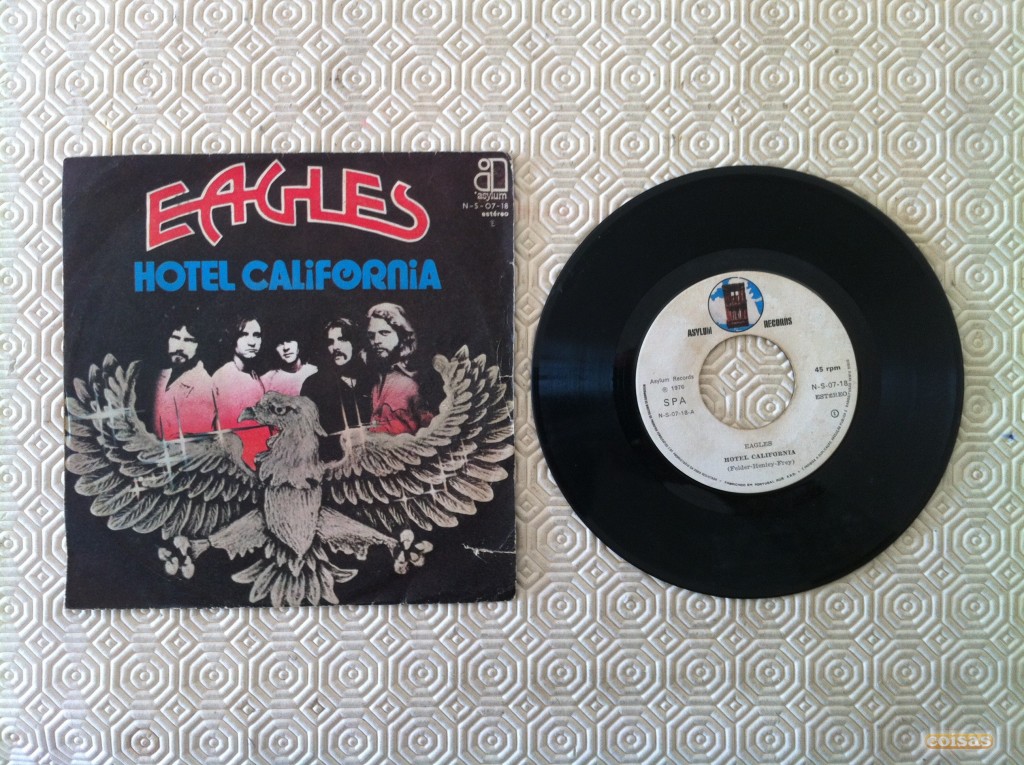 EAGLES
HOTEL CALiFORNiA
asylum
N-S-07-18
estéreo
E
ASYLUM RECORDS
45 rpm
N-S-07-18
ESTEREO
Asylum Records
℗ 1976
SPA
N-S-07-18-A
EAGLES
HOTEL CALIFORNIA
(Felder-Henley-Frey)
coisas